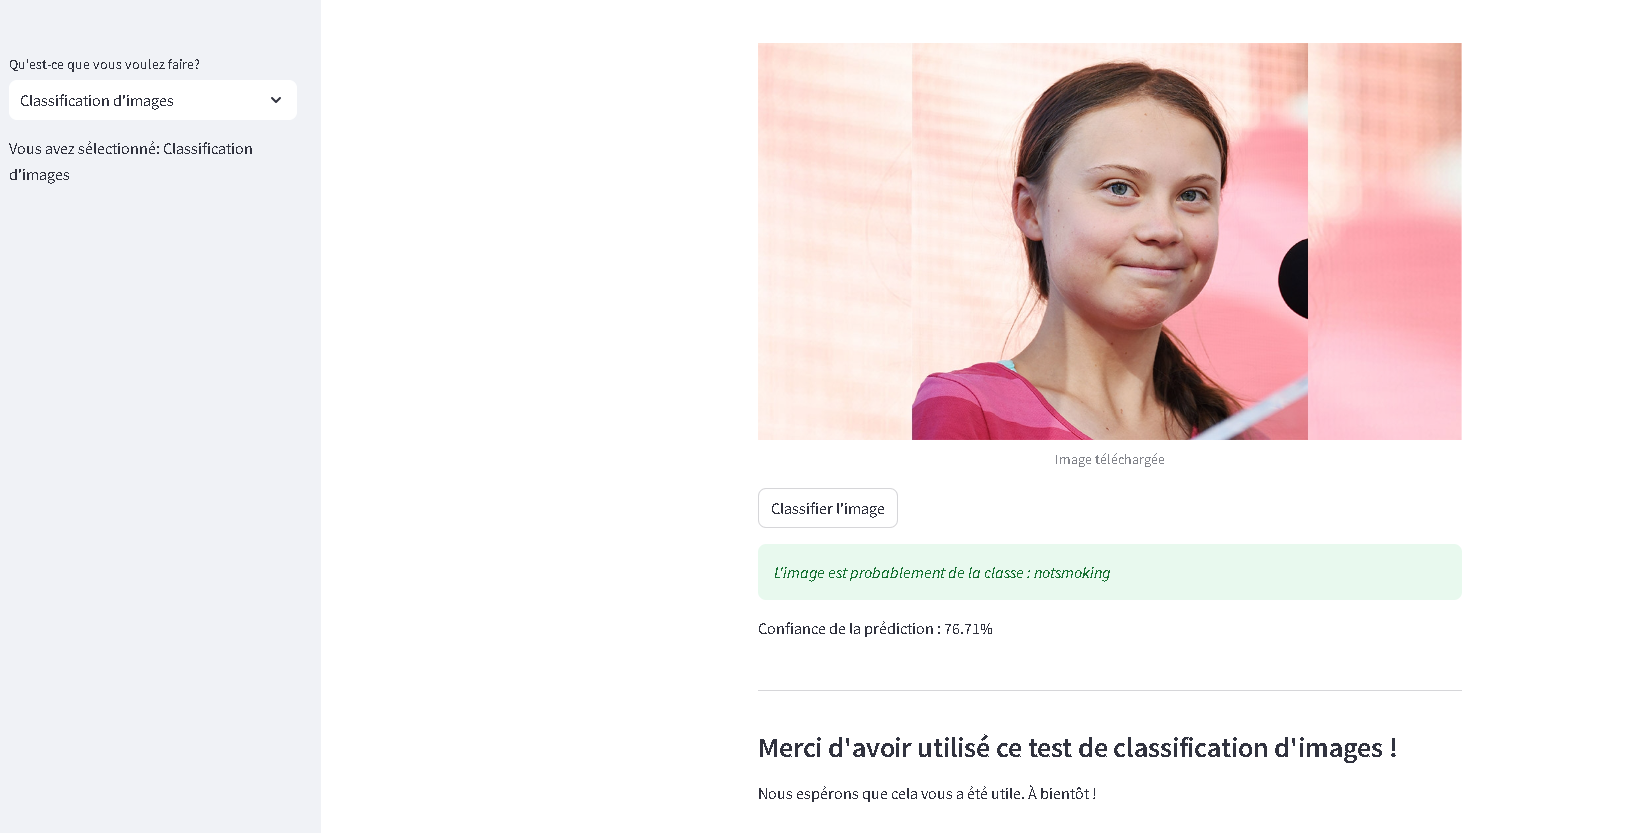 Qu'est-ce que vous voulez faire?
Classification d'images
Vous avez sélectionné: Classification
d'images
Image téléchargée
Classifier l'image
L'image est probablement de la classe : notsmoking
Confiance de la prédiction : 76.71%
Merci d'avoir utilisé ce test de classification d'images !
Nous espérons que cela vous a été utile. À bientôt !